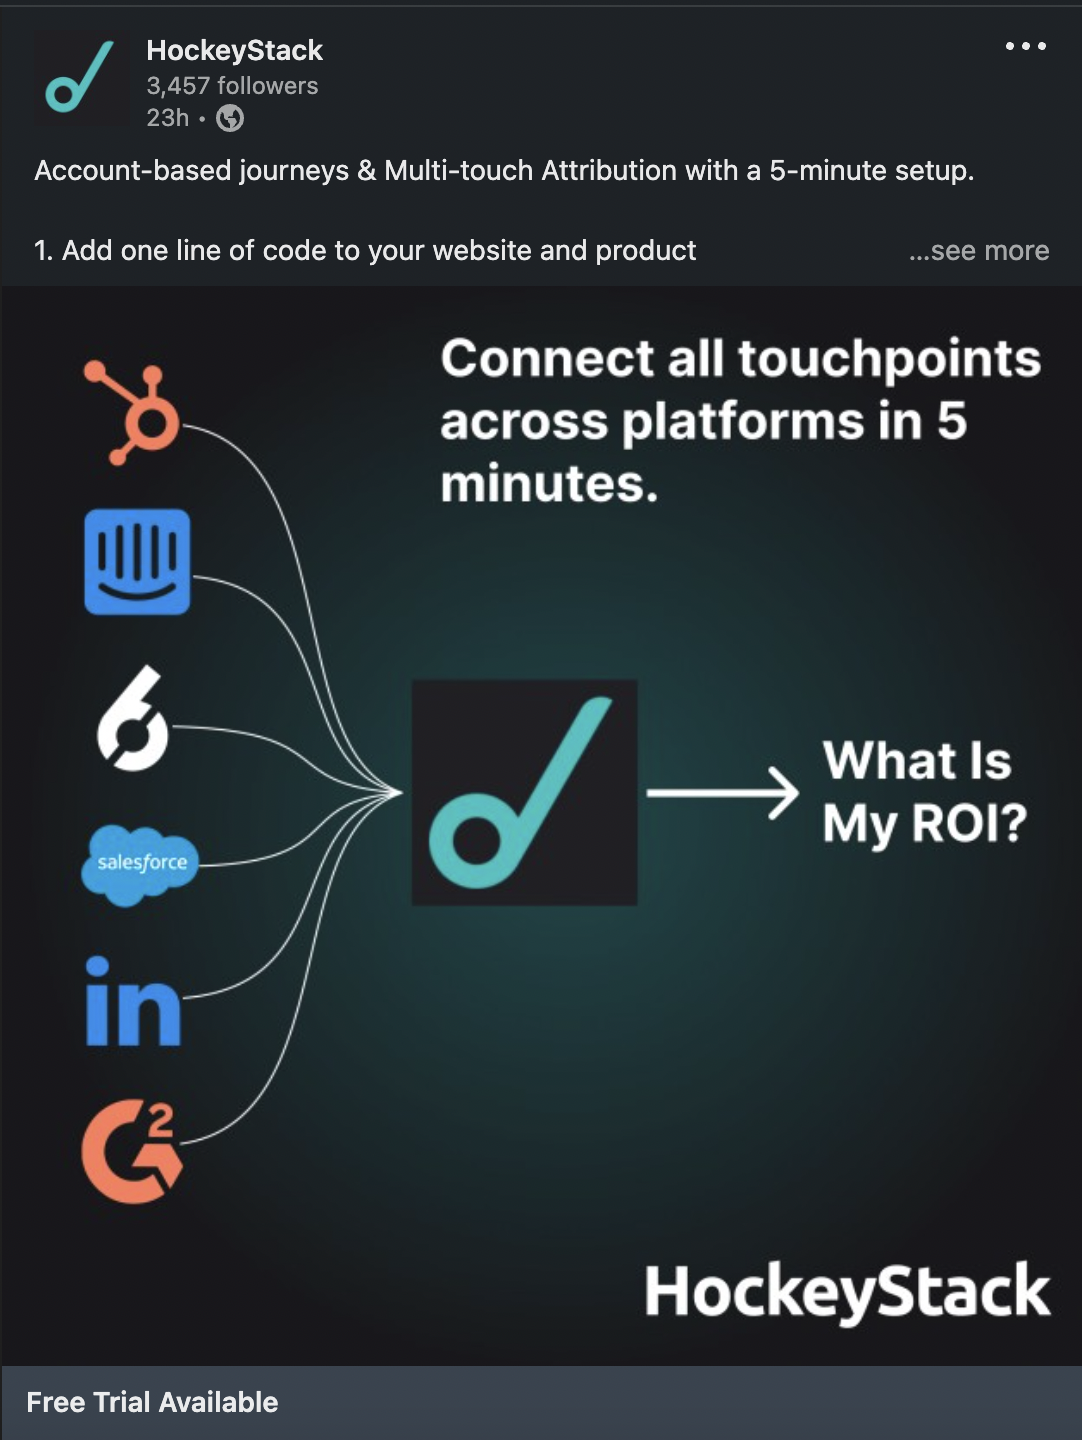 HockeyStack
3,457 followers
23h •
Account-based journeys & Multi-touch Attribution with a 5-minute setup.
1. Add one line of code to your website and product
...see more
Connect all touchpoints
across platforms in 5
minutes.
6
salesforce
in
G2
What Is
My ROI?
HockeyStack
Free Trial Available